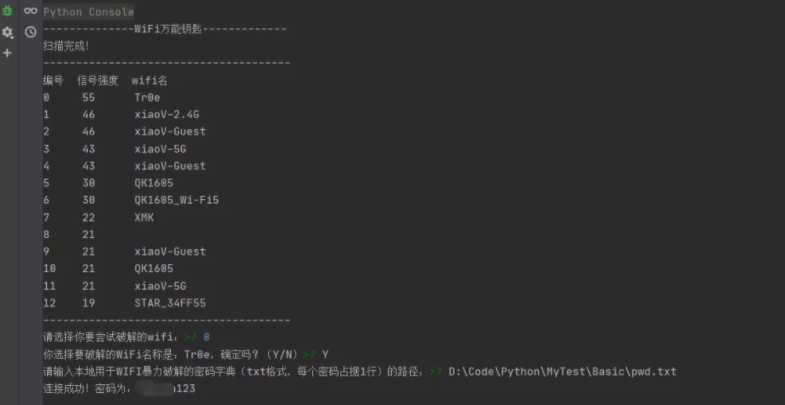 Python Console
--------------WiFi万能钥匙-------------
扫描完成!
--------------------------------------
编号 信号强度 wifi名
0 55 Tr0e
1 46 xiaoV-2.4G
2 46 xiaoV-Guest
3 43 xiaoV-5G
4 43 xiaoV-Guest
5 30 QK1605
6 30 QK1605_Wi-Fi5
7 22 XMK
8 21
9 21 xiaoV-Guest
10 21 QK1605
11 21 xiaoV-5G
12 19 STAR_34FF55
--------------------------------------
请选择你要尝试破解的wifi：>? 0
你选择要破解的WiFi名称是：Tr0e，确定吗？(Y/N)>? Y
请输入本地用于WIFI暴力破解的密码字典（txt格式，每个密码占据1行）的路径：>? D:\Code\Python\MyTest\Basic\pwd.txt
连接成功！密码为：123